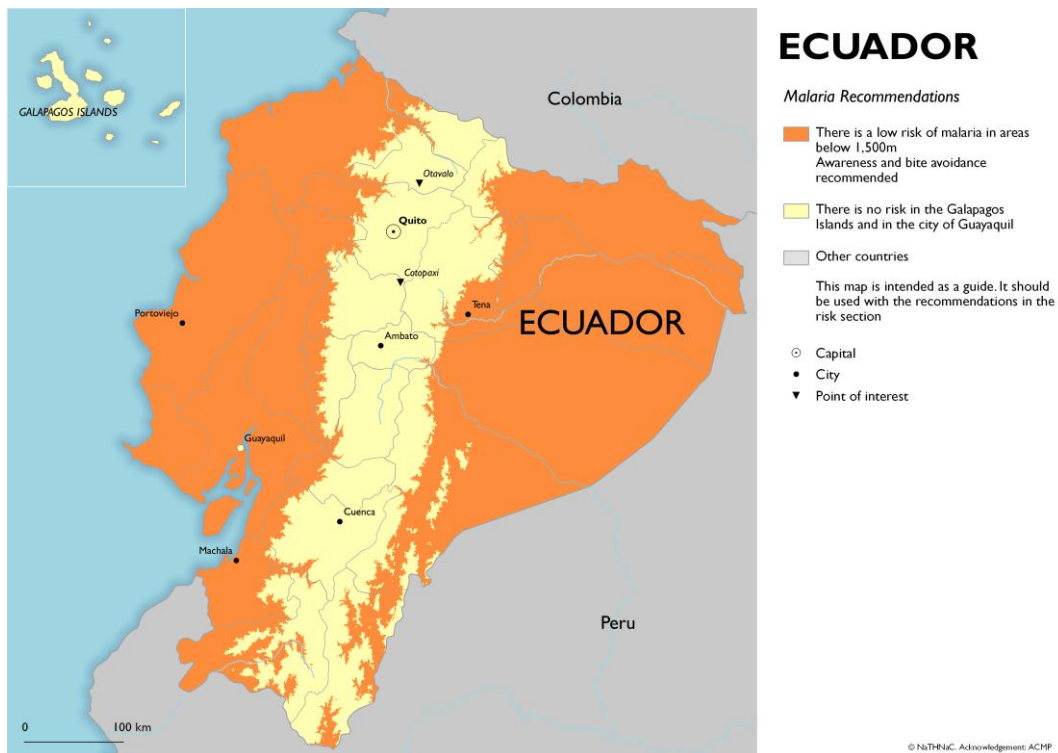 ECUADOR
Malaria Recommendations
There is a low risk of malaria in areas
below 1,500m
Awareness and bite avoidance
recommended
There is no risk in the Galapagos
Islands and in the city of Guayaquil
Other countries
This map is intended as a guide. It should
be used with the recommendations in the
risk section
Capital
City
Point of interest
GALAPAGOS ISLANDS
Colombia
Otavalo
Quito
Cotopaxi
Tena
Portoviejo
ECUADOR
Ambato
Guayaquil
Cuenca
Machala
Peru
0 100 km
© NaTHNaC. Acknowledgement: ACMP